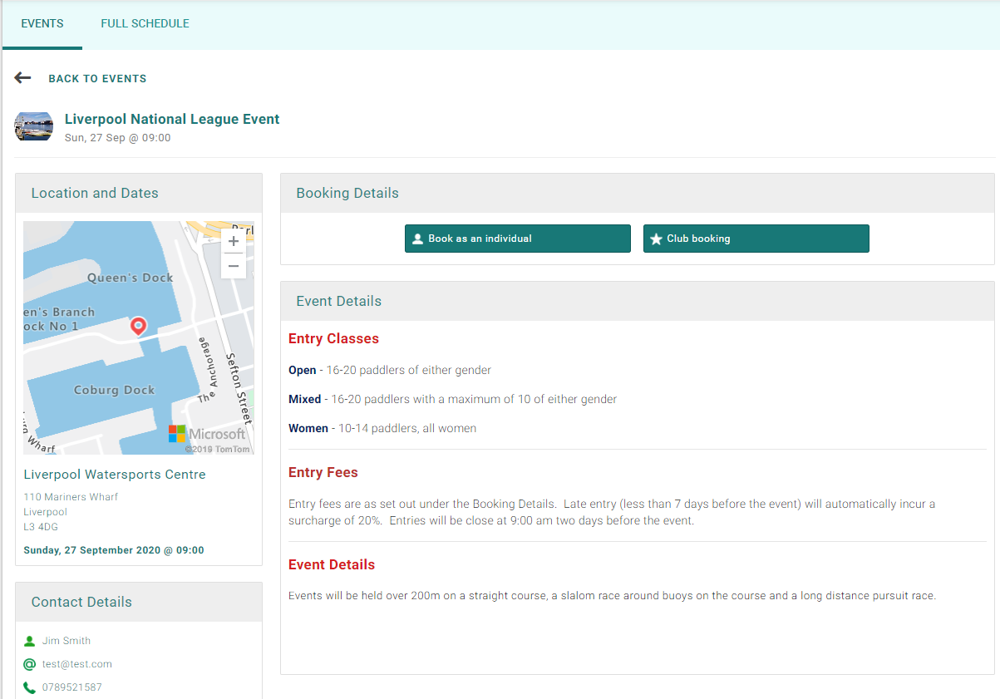 EVENTS
FULL SCHEDULE
BACK TO EVENTS
Liverpool National League Event
Sun, 27 Sep @ 09:00
Location and Dates
Queen's Dock
en's Branch
ock No 1
Coburg Dock
The Anchorage
Sefton Street
Wharf
Microsoft
©2019 TomTom
Liverpool Watersports Centre
110 Mariners Wharf
Liverpool
L3 4DG
Sunday, 27 September 2020 @ 09:00
Contact Details
Jim Smith
test@test.com
0789521587
Booking Details
Book as an individual
Club booking
Event Details
Entry Classes
Open - 16-20 paddlers of either gender
Mixed - 16-20 paddlers with a maximum of 10 of either gender
Women - 10-14 paddlers, all women
Entry Fees
Entry fees are as set out under the Booking Details. Late entry (less than 7 days before the event) will automatically incur a
surcharge of 20%. Entries will be close at 9:00 am two days before the event.
Event Details
Events will be held over 200m on a straight course, a slalom race around buoys on the course and a long distance pursuit race.